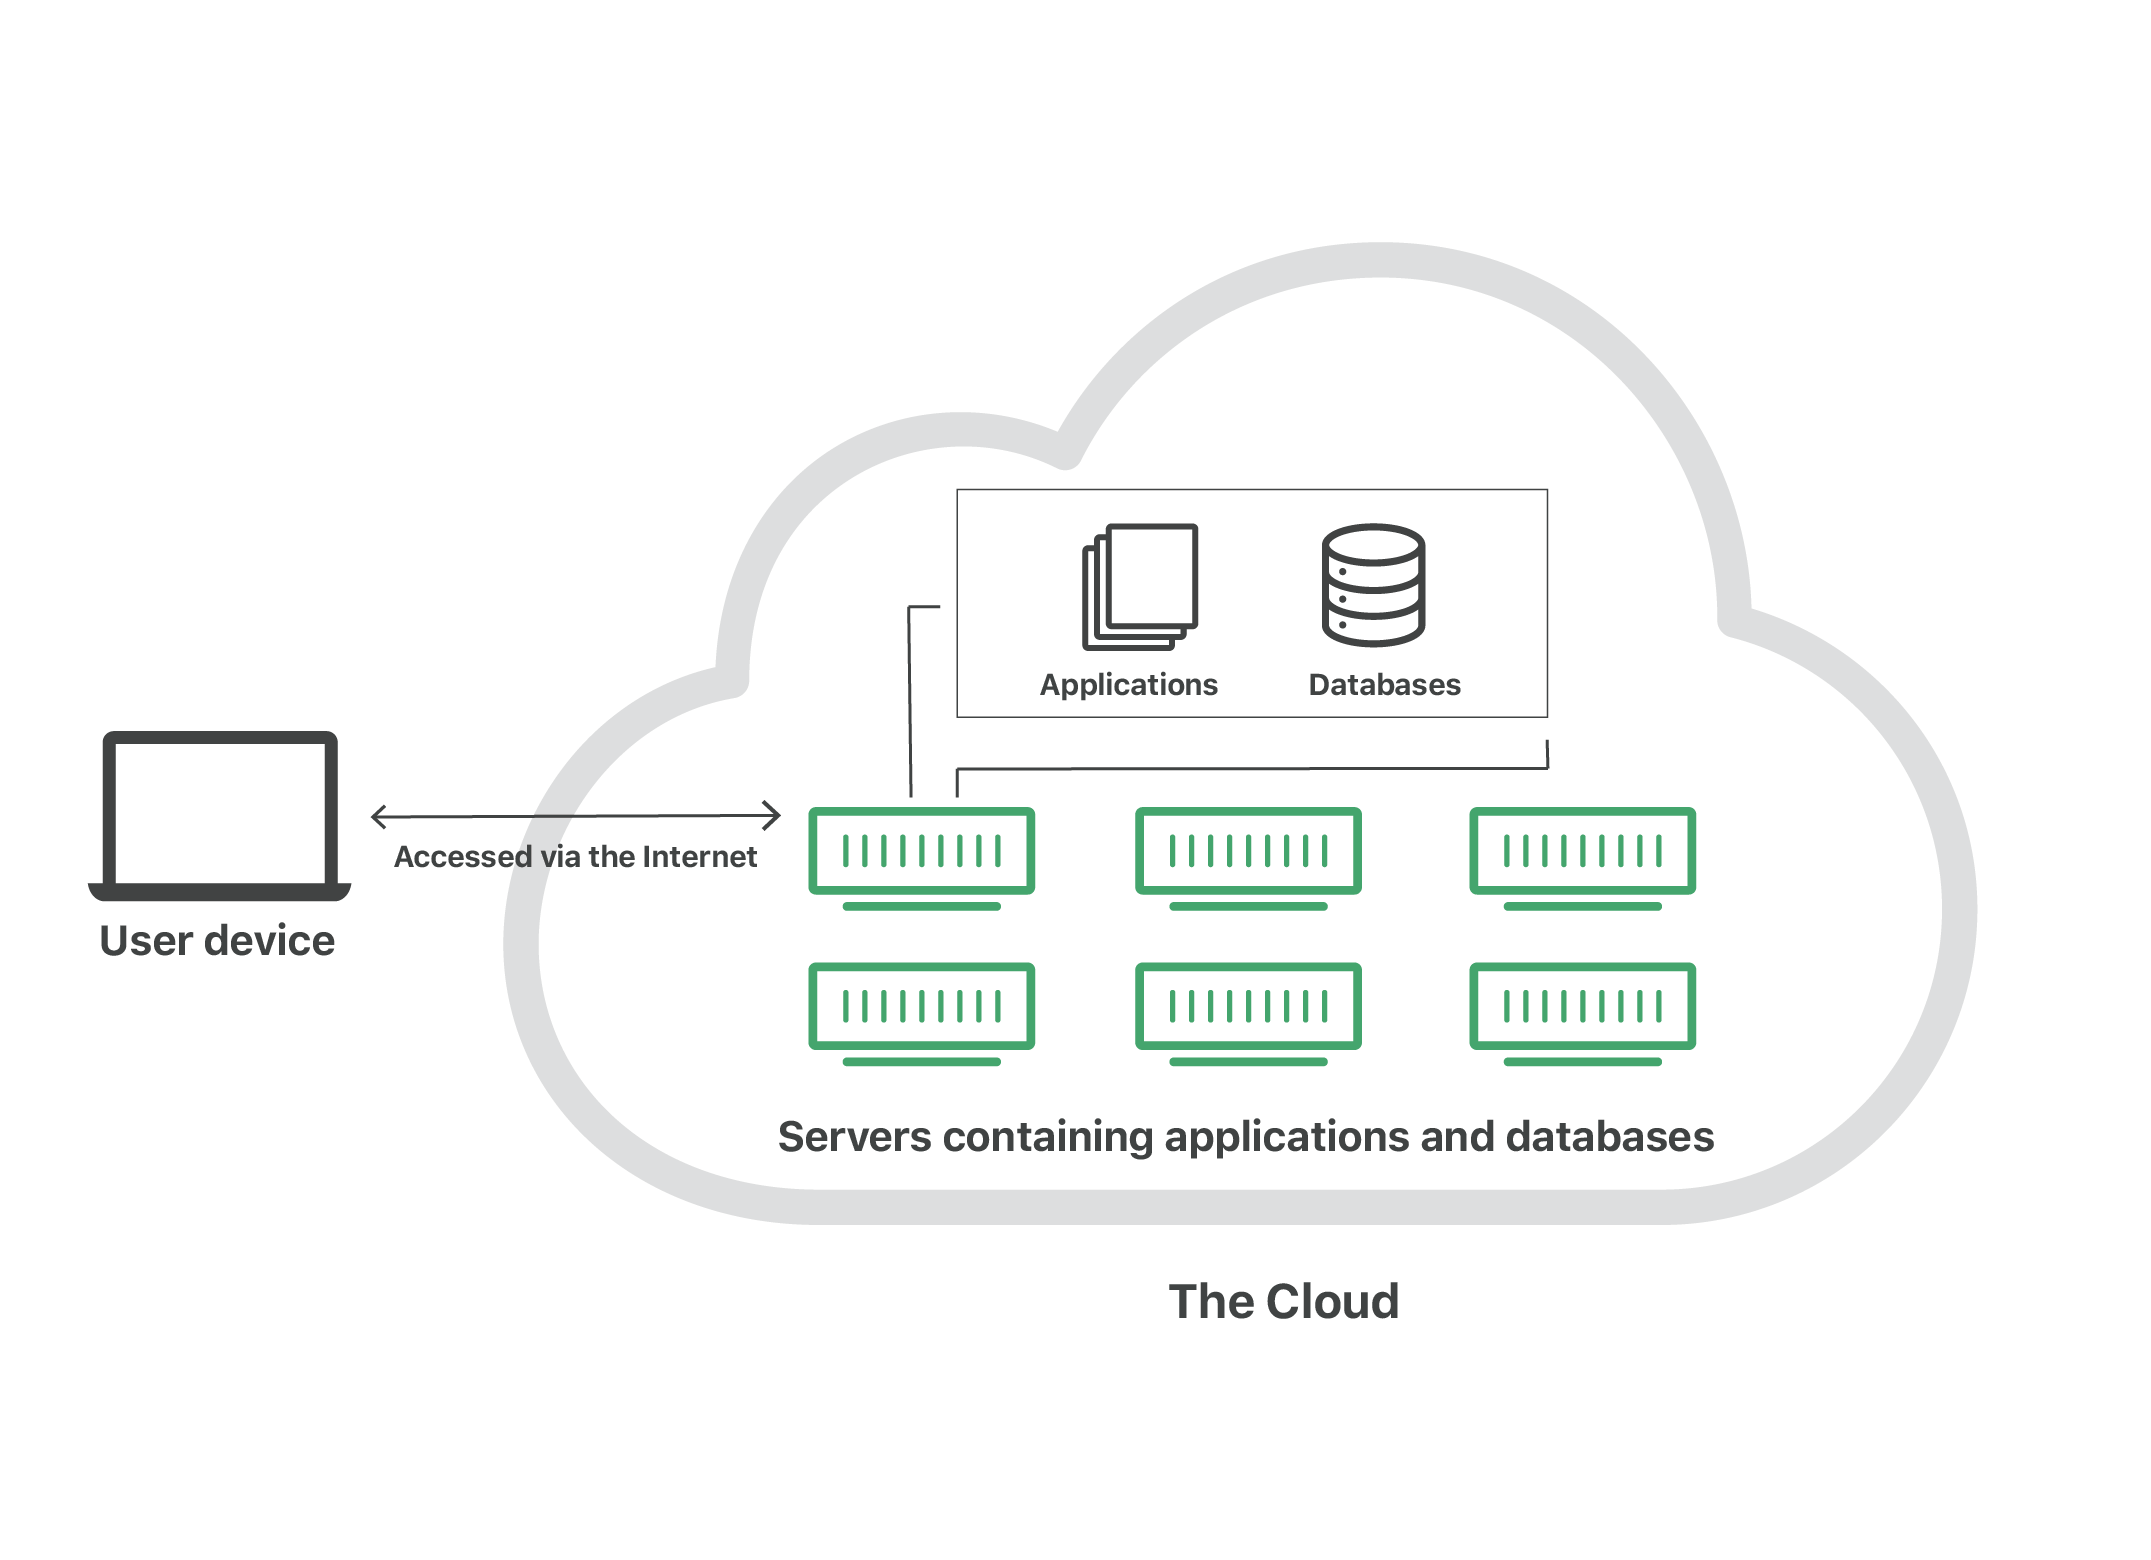 Applications
Databases
Accessed via the Internet
User device
Servers containing applications and databases
The Cloud